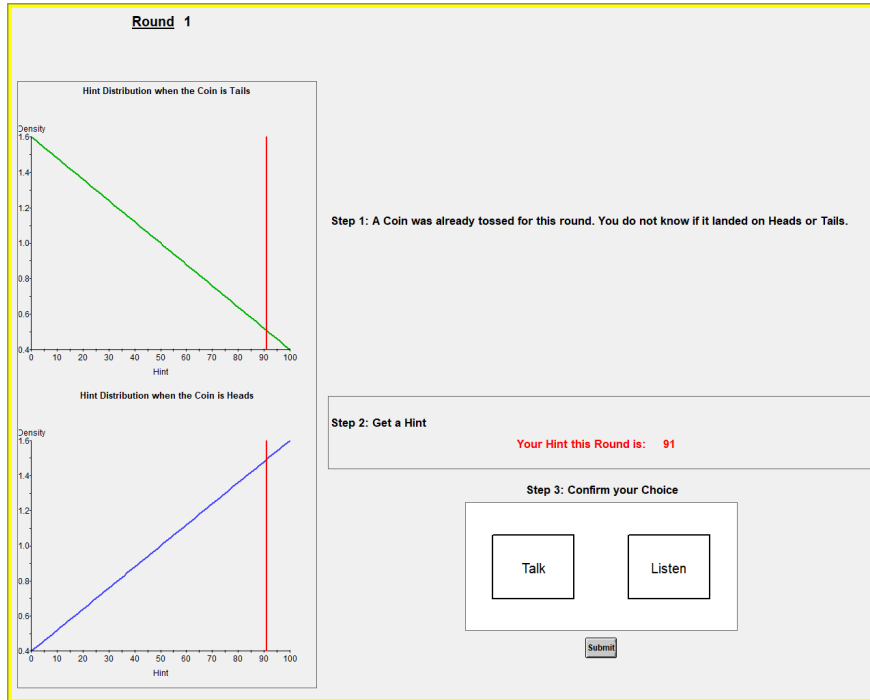 Round 1
Hint Distribution when the Coin is Tails
Density
1.6
1.4
1.2
1.0
0.8
0.6
0.4
0 10 20 30 40 50 60 70 80 90 100
Hint
Step 1: A Coin was already tossed for this round. You do not know if it landed on Heads or Tails.
Hint Distribution when the Coin is Heads
Density
1.6
1.4
1.2
1.0
0.8
0.6
0.4
0 10 20 30 40 50 60 70 80 90 100
Hint
Step 2: Get a Hint
Your Hint this Round is: 91
Step 3: Confirm your Choice
Talk Listen
Submit